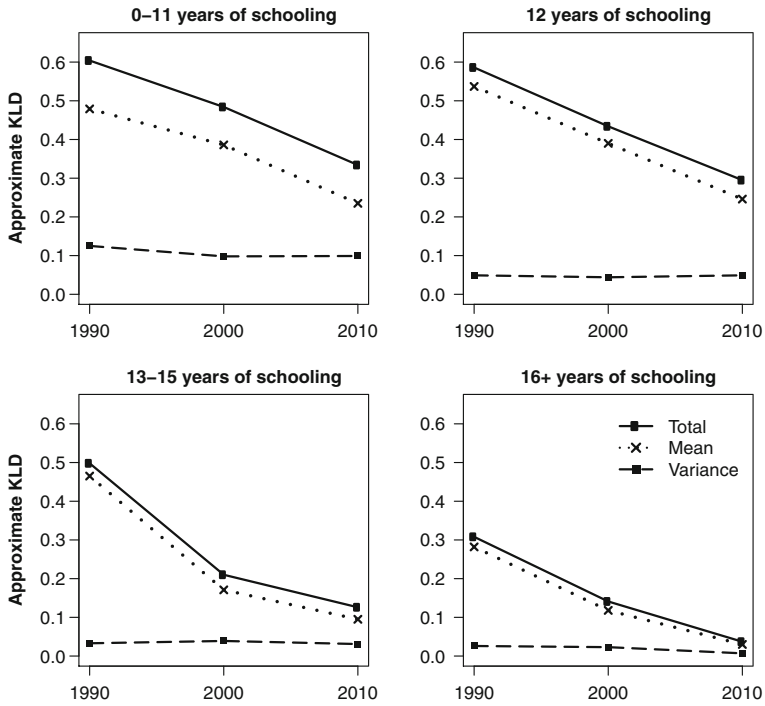 0–11 years of schooling
12 years of schooling
Approximate KLD
0.6
0.5
0.4
0.3
0.2
0.1
0.0
1990 2000 2010
0.6
0.5
0.4
0.3
0.2
0.1
0.0
1990 2000 2010
13–15 years of schooling
16+ years of schooling
Approximate KLD
0.6
0.5
0.4
0.3
0.2
0.1
0.0
1990 2000 2010
0.6
0.5
0.4
0.3
0.2
0.1
0.0
Total
Mean
Variance
1990 2000 2010